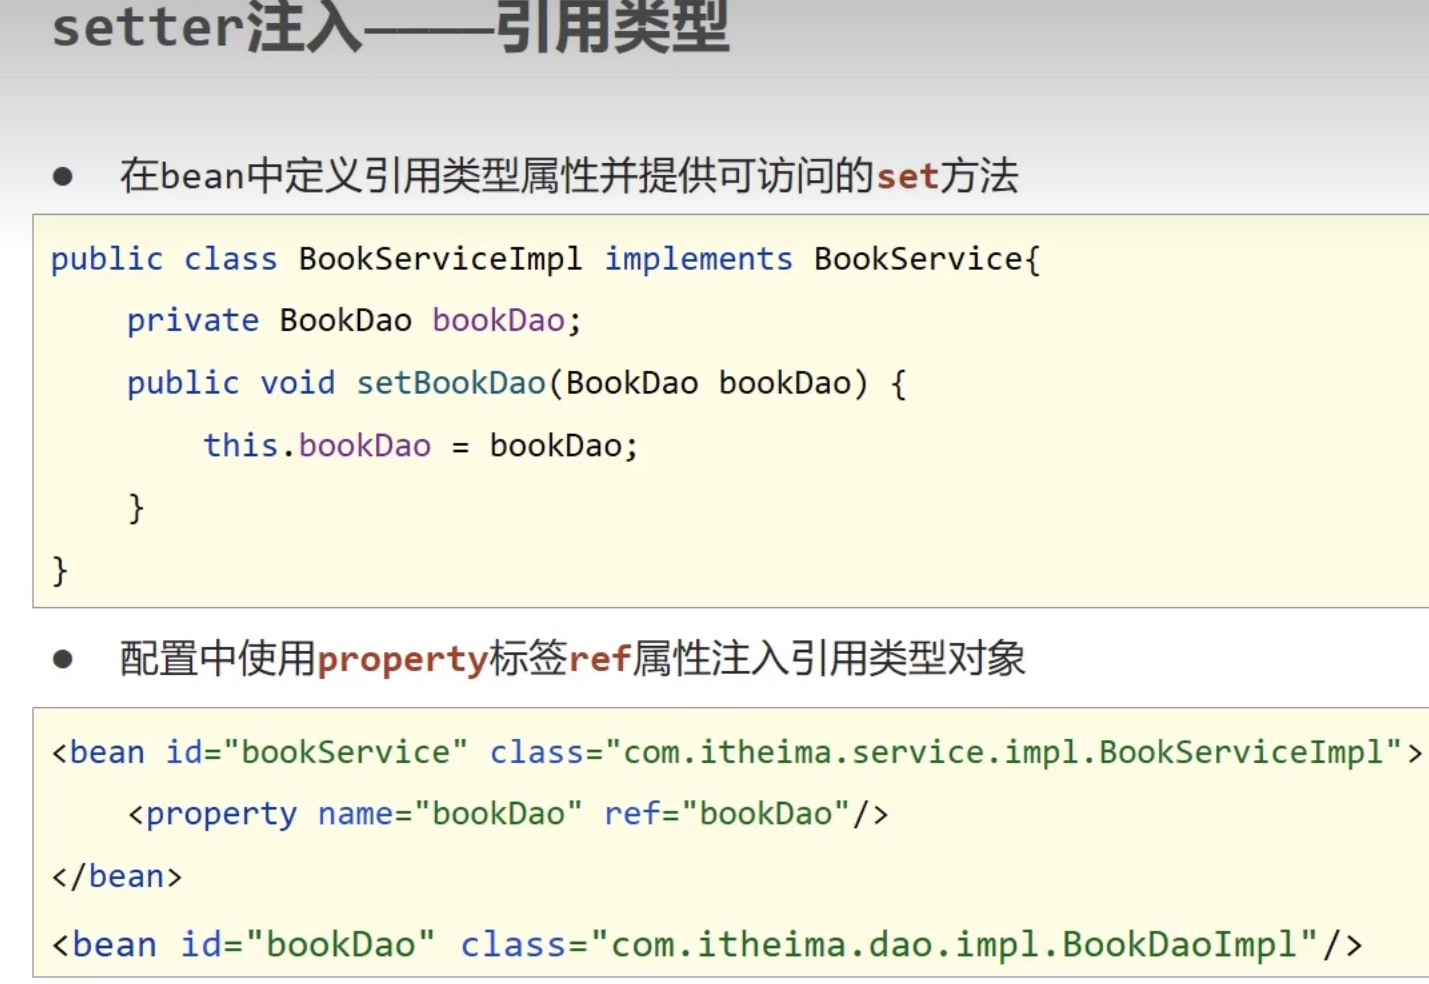 setter注入————引用类型
● 在bean中定义引用类型属性并提供可访问的set方法
public class BookServiceImpl implements BookService{
    private BookDao bookDao;
    public void setBookDao(BookDao bookDao) {
        this.bookDao = bookDao;
    }
}
● 配置中使用property标签ref属性注入引用类型对象
<bean id="bookService" class="com.itheima.service.impl.BookServiceImpl">
    <property name="bookDao" ref="bookDao"/>
</bean>
<bean id="bookDao" class="com.itheima.dao.impl.BookDaoImpl"/>